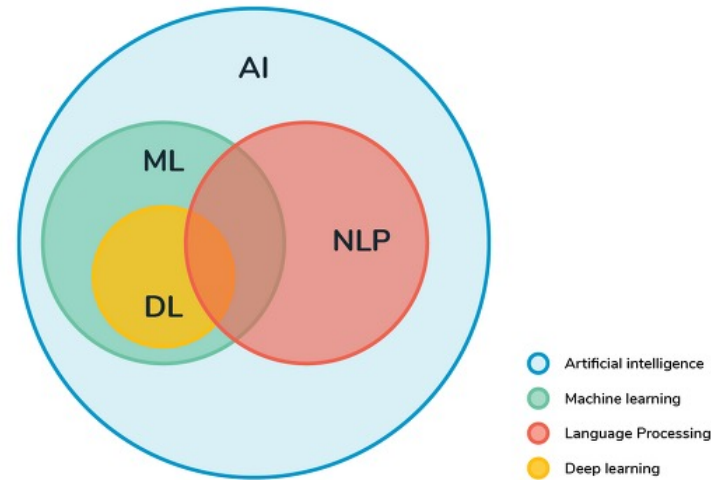 AI
ML
NLP
DL
Artificial intelligence
Machine learning
Language Processing
Deep learning